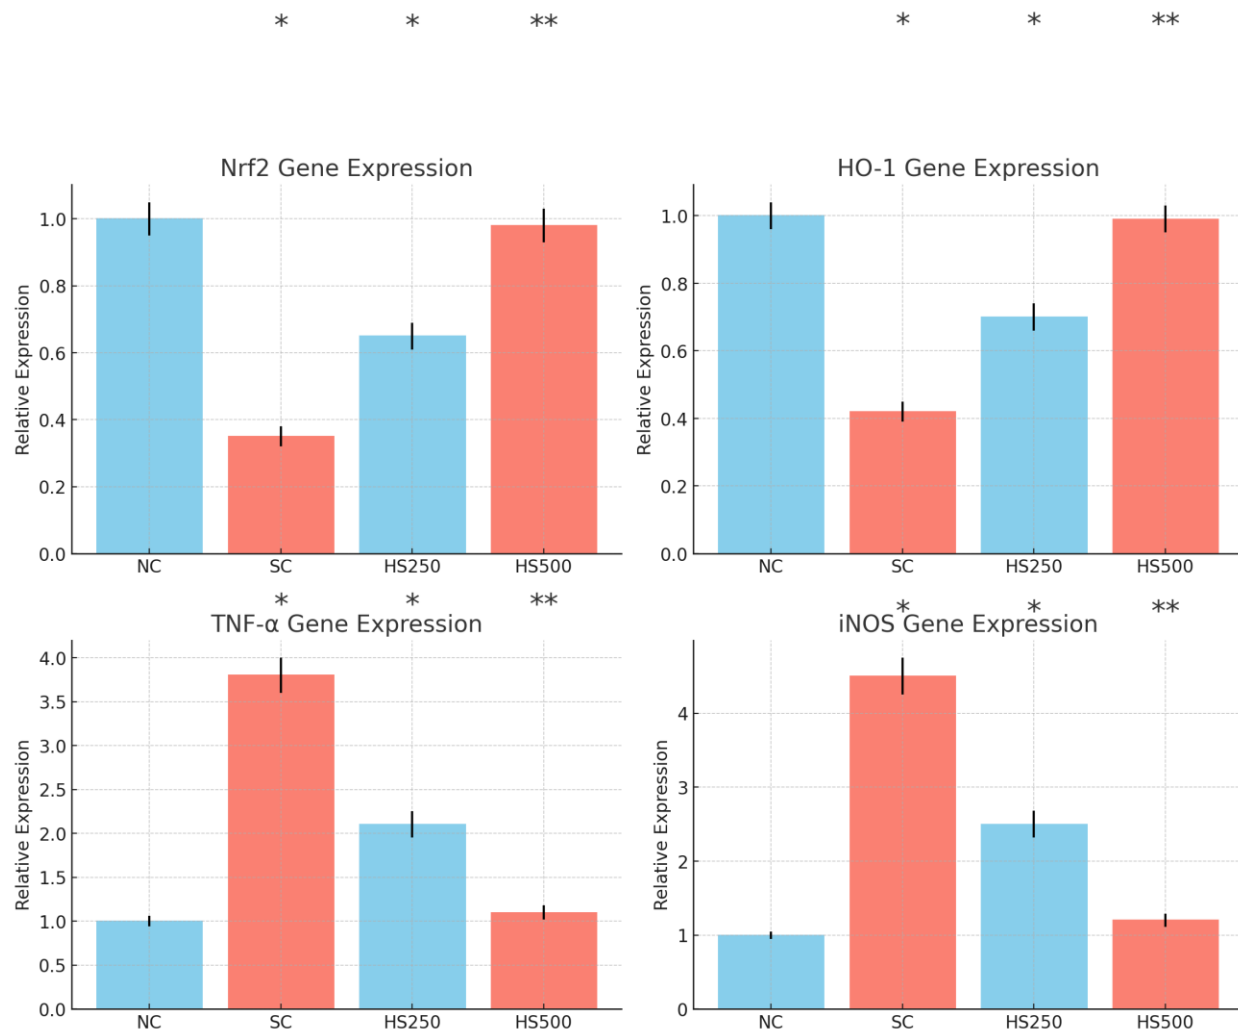 * * **
* * **
Nrf2 Gene Expression
Relative Expression
1.0
0.8
0.6
0.4
0.2
0.0
NC SC HS250 HS500
HO-1 Gene Expression
Relative Expression
1.0
0.8
0.6
0.4
0.2
0.0
NC SC HS250 HS500
* * **
TNF-α Gene Expression
Relative Expression
4.0
3.5
3.0
2.5
2.0
1.5
1.0
0.5
0.0
NC SC HS250 HS500
* * **
iNOS Gene Expression
Relative Expression
4
3
2
1
0
NC SC HS250 HS500